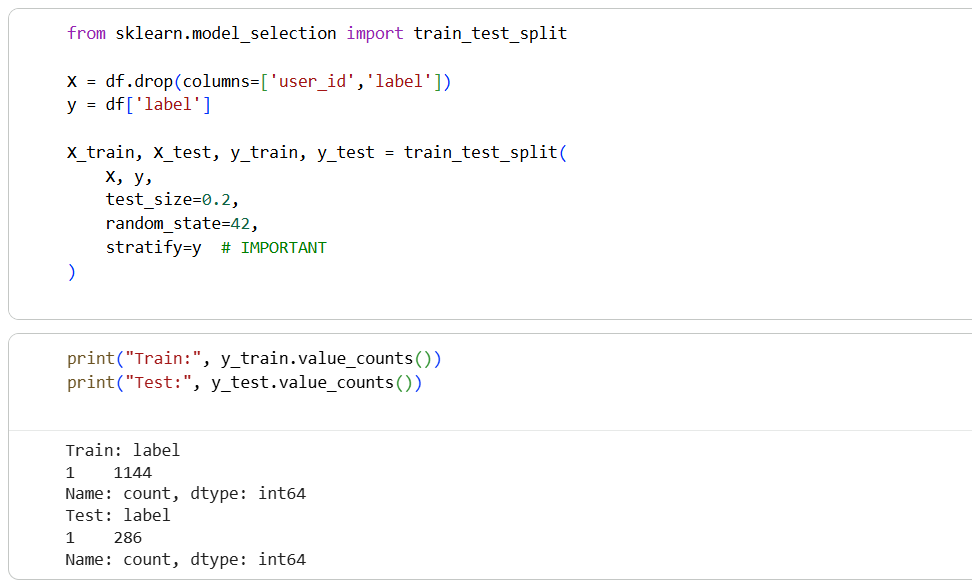 from sklearn.model_selection import train_test_split
X = df.drop(columns=['user_id','label'])
y = df['label']
X_train, X_test, y_train, y_test = train_test_split(
    X, y,
    test_size=0.2,
    random_state=42,
    stratify=y  # IMPORTANT
)
print("Train:", y_train.value_counts())
print("Test:", y_test.value_counts())
Train: label
1    1144
Name: count, dtype: int64
Test: label
1    286
Name: count, dtype: int64